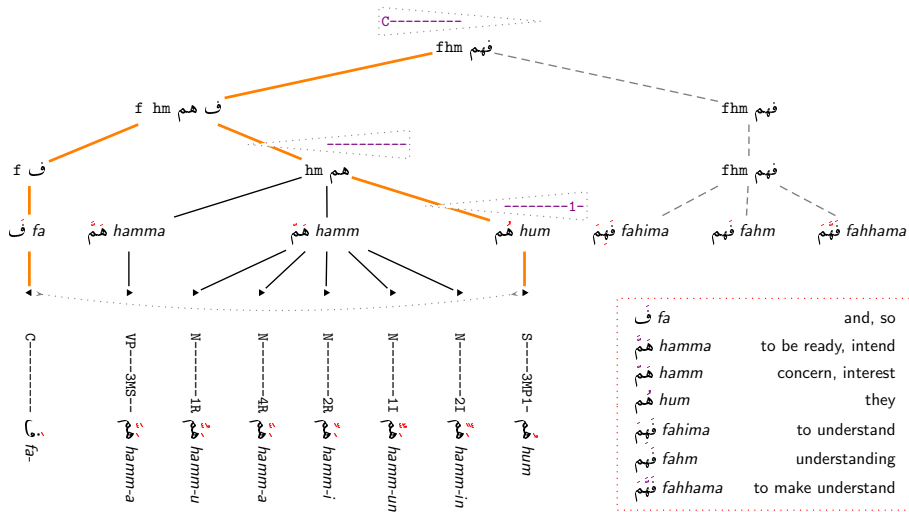 C---------
fhm فهم
f hm ف هم
fhm فهم
---------
f ف
hm هم
fhm فهم
--------1-
فَ fa
هَمَّ hamma
هَمّ hamm
هُم hum
فَهِمَ fahima
فَهم fahm
فَهَّمَ fahhama
C--------- فَ fa-
VP----3MS-- هَمَّ hamm-a
N--------1R هَمُّ hamm-u
N--------4R هَمَّ hamm-a
N--------2R هَمِّ hamm-i
N--------1I هَمٌّ hamm-un
N--------2I هَمٍّ hamm-in
S----3MP1- هُم hum
فَ fa and, so
هَمَّ hamma to be ready, intend
هَمّ hamm concern, interest
هُم hum they
فَهِمَ fahima to understand
فَهم fahm understanding
فَهَّمَ fahhama to make understand